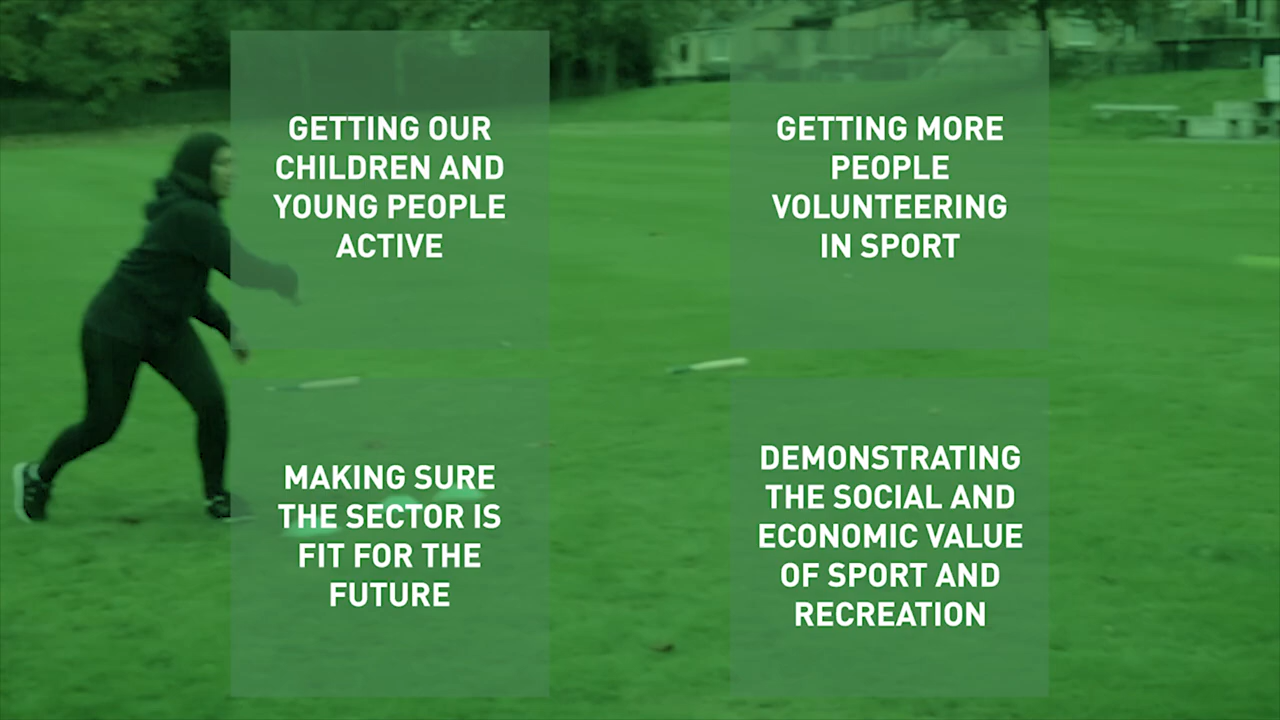 GETTING OUR
CHILDREN AND
YOUNG PEOPLE
ACTIVE
GETTING MORE
PEOPLE
VOLUNTEERING
IN SPORT
MAKING SURE
THE SECTOR IS
FIT FOR THE
FUTURE
DEMONSTRATING
THE SOCIAL AND
ECONOMIC VALUE
OF SPORT AND
RECREATION